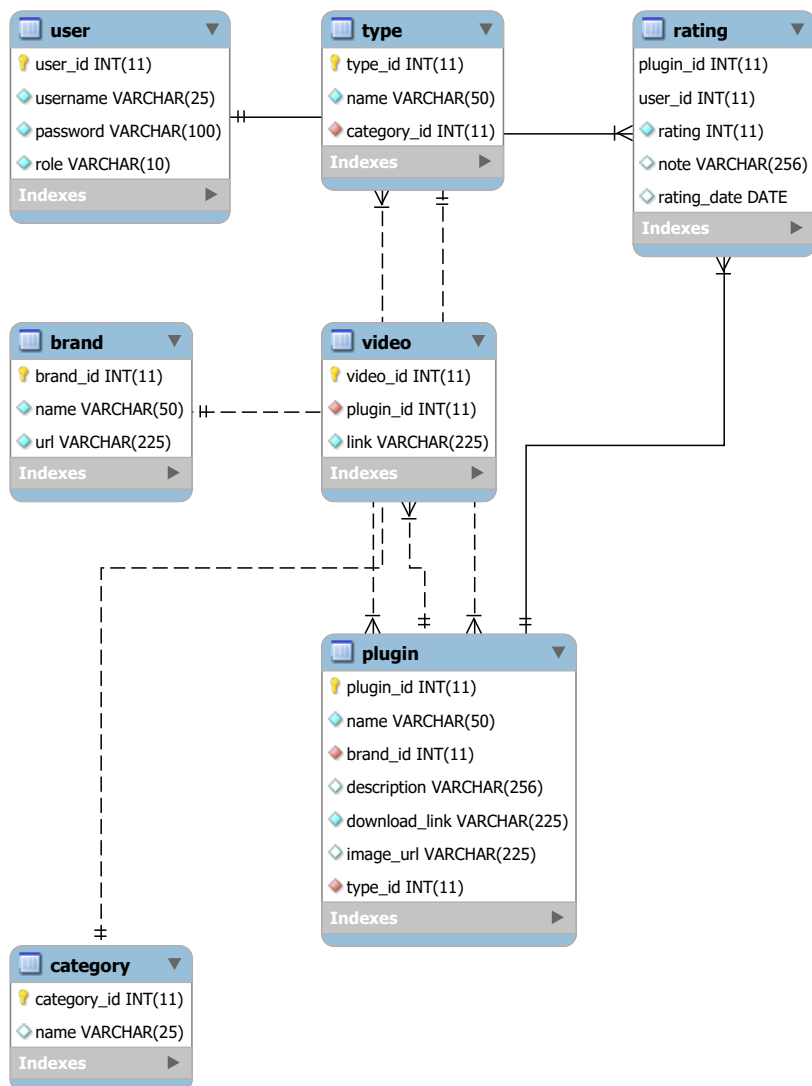 user
user_id INT(11)
username VARCHAR(25)
password VARCHAR(100)
role VARCHAR(10)
Indexes
type
type_id INT(11)
name VARCHAR(50)
category_id INT(11)
Indexes
rating
plugin_id INT(11)
user_id INT(11)
rating INT(11)
note VARCHAR(256)
rating_date DATE
Indexes
brand
brand_id INT(11)
name VARCHAR(50)
url VARCHAR(225)
Indexes
video
video_id INT(11)
plugin_id INT(11)
link VARCHAR(225)
Indexes
plugin
plugin_id INT(11)
name VARCHAR(50)
brand_id INT(11)
description VARCHAR(256)
download_link VARCHAR(225)
image_url VARCHAR(225)
type_id INT(11)
Indexes
category
category_id INT(11)
name VARCHAR(25)
Indexes